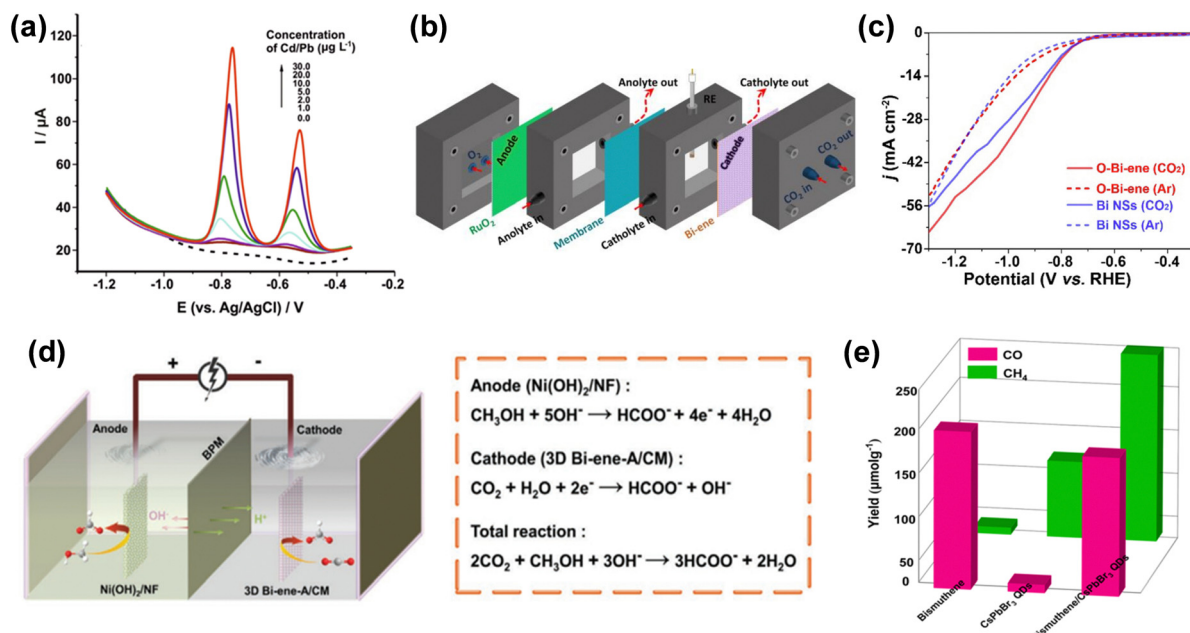 (a)
120
100
80
60
40
20
I / µA
Concentration
of Cd/Pb (µg L⁻¹)
30.0
20.0
10.0
5.0
2.0
1.0
0.0
-1.2
-1.0
-0.8
-0.6
-0.4
-0.2
E (vs. Ag/AgCl) / V
(b)
Anolyte out
Catholyte out
RE
O₂
Anode
Cathode
CO₂ out
CO₂ in
RuO₂
Anolyte in
Membrane
Catholyte in
Bi-ene
(c)
0
-14
-28
-42
-56
-70
j (mA cm⁻²)
O-Bi-ene (CO₂)
O-Bi-ene (Ar)
Bi NSs (CO₂)
Bi NSs (Ar)
-1.2
-1.0
-0.8
-0.6
-0.4
Potential (V vs. RHE)
(d)
+
-
Anode
BPM
Cathode
OH⁻
H⁺
Ni(OH)₂/NF
3D Bi-ene-A/CM
Anode (Ni(OH)₂/NF) :
CH₃OH + 5OH⁻ → HCOO⁻ + 4e⁻ + 4H₂O
Cathode (3D Bi-ene-A/CM) :
CO₂ + H₂O + 2e⁻ → HCOO⁻ + OH⁻
Total reaction :
2CO₂ + CH₃OH + 3OH⁻ → 3HCOO⁻ + 2H₂O
(e)
CO
CH₄
250
200
150
100
50
0
Yield (µmolg⁻¹)
Bismuthene
CsPbBr₃ QDs
ismuthene/CsPbBr₃ QDs